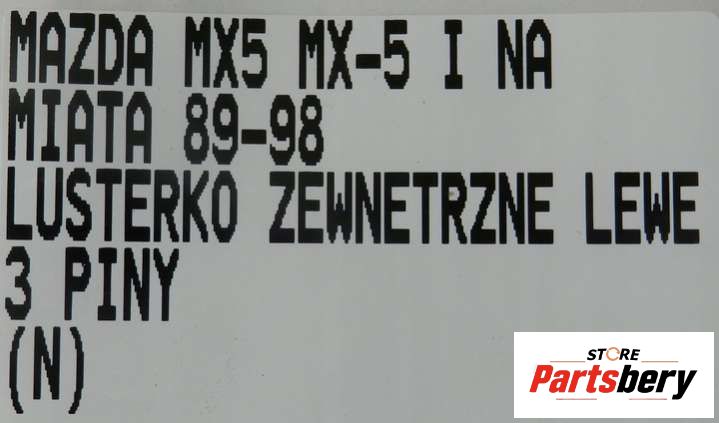 MAZDA MX5 MX-5 I NA
MIATA 89-98
LUSTERKO ZEWNETRZNE LEWE
3 PINY
(N)
STORE
Partsbery